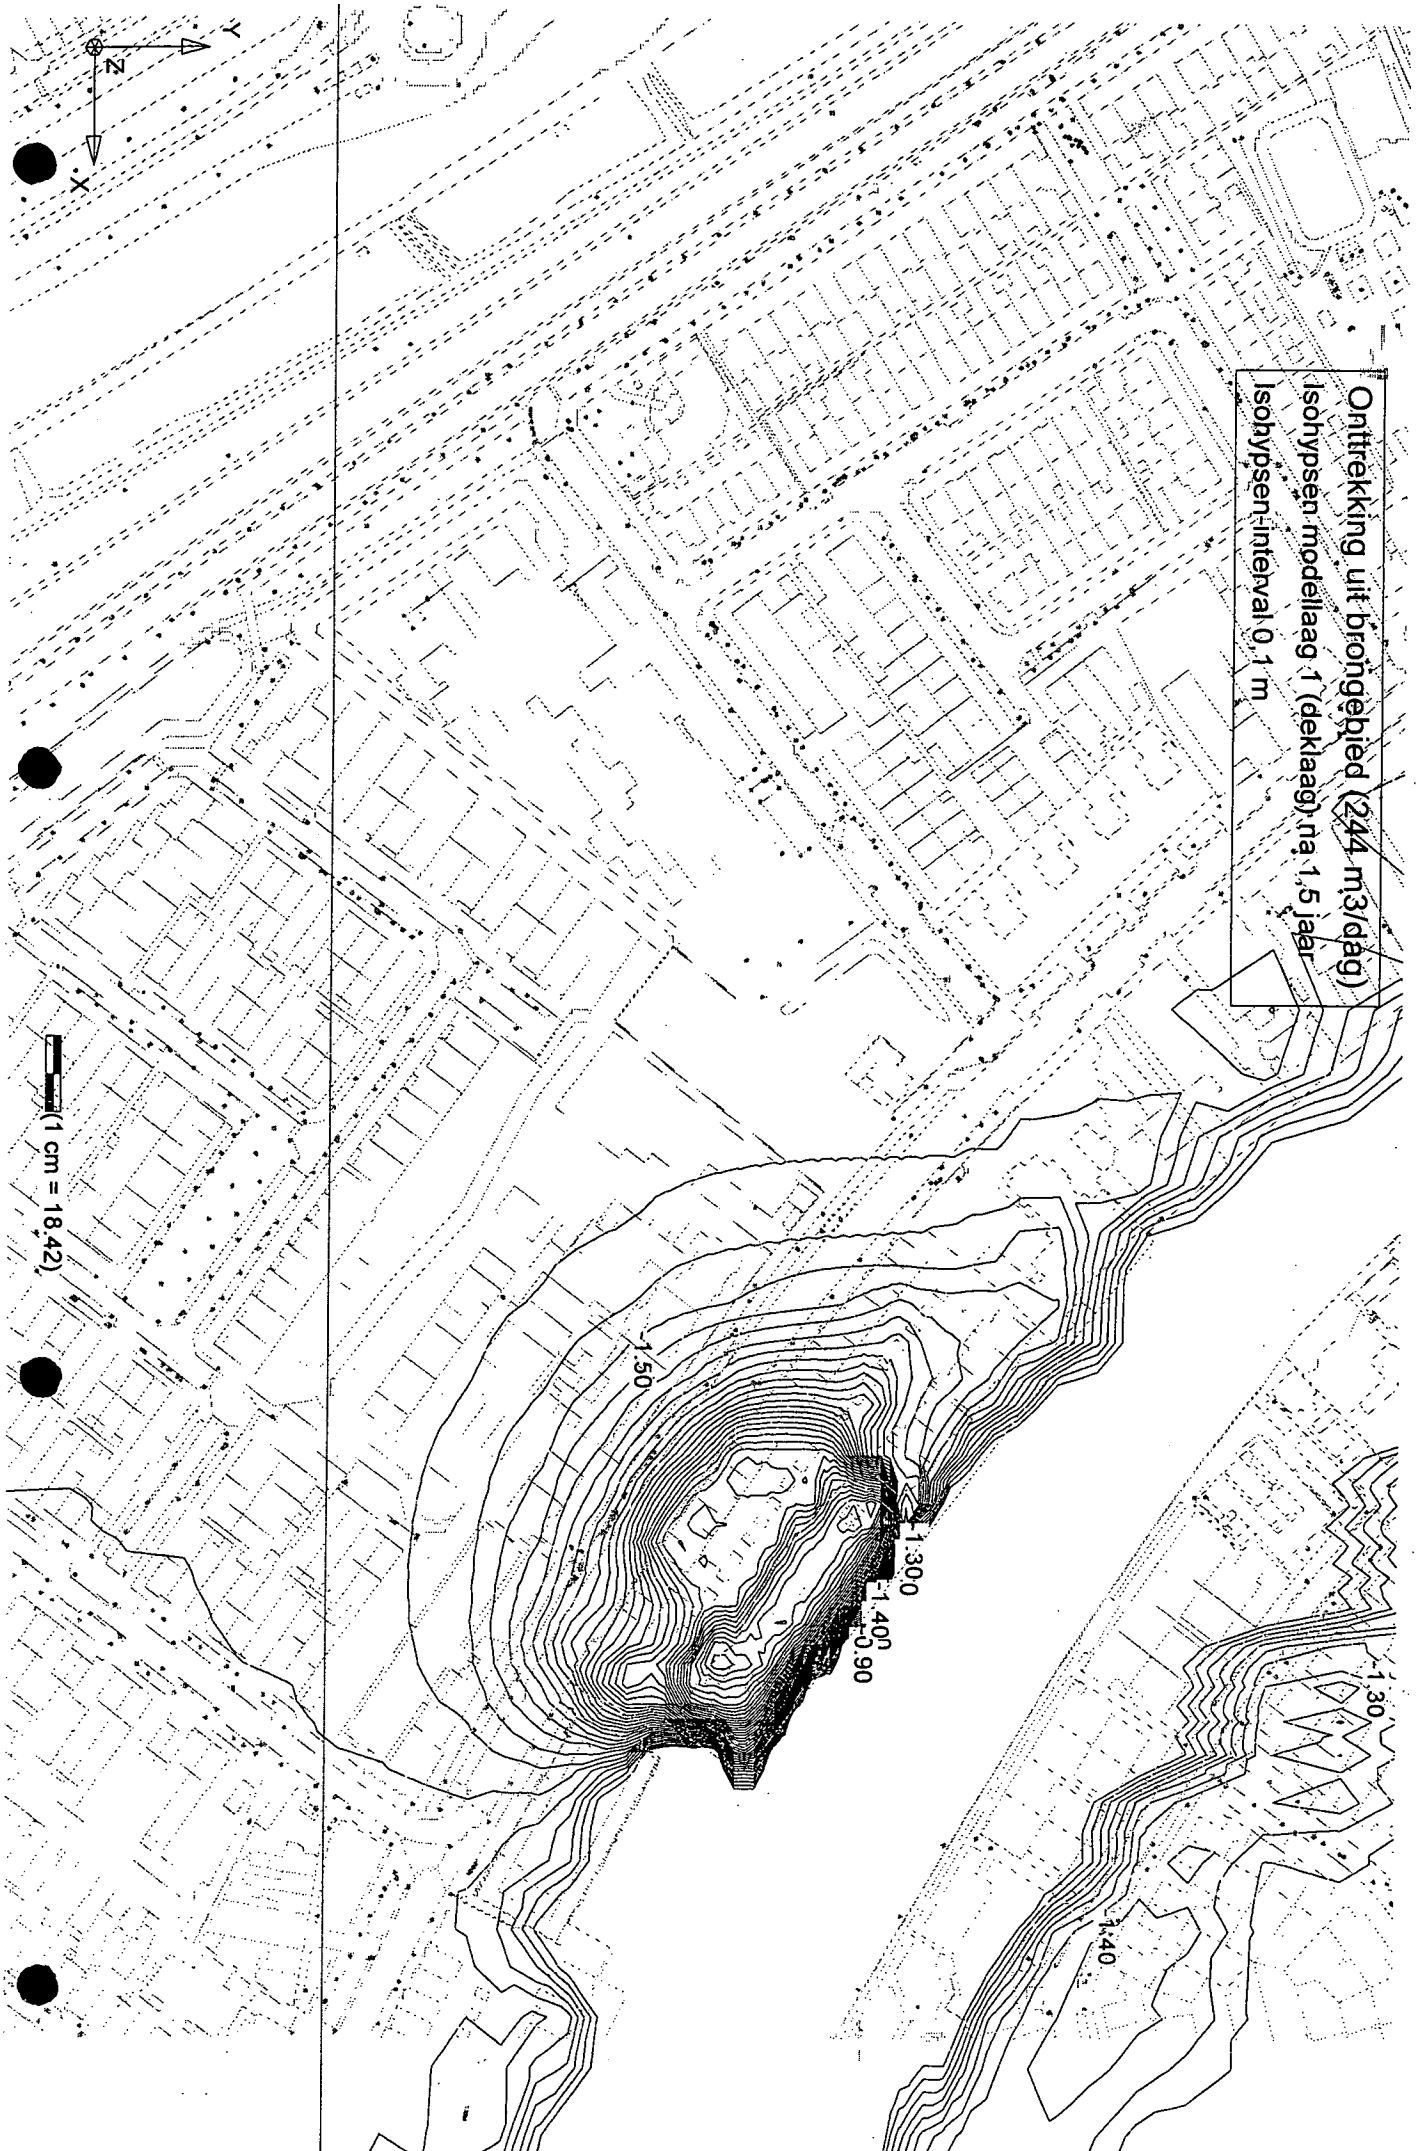 Onttrekking uit brongebied (244 m3/dag)
Isohypsen modellaag 1 (deklaag) na 1,5 jaar
Isohypsen-interval 0,1 m
Y
Z
X
(1 cm = 18.42)
-1.50
-1.30
-1.40
-0.90
-1.30
-1.40